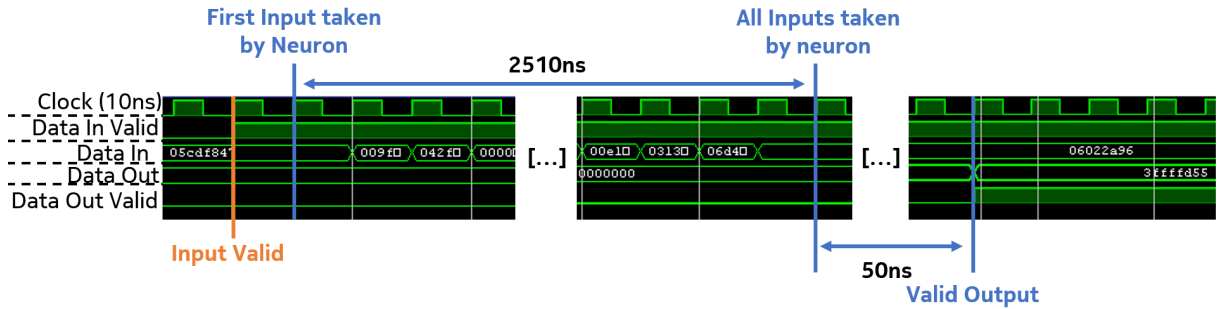 First Input taken
by Neuron
All Inputs taken
by neuron
2510ns
Clock (10ns)
Data In Valid
Data In 05cdf847 009f 042f 0000 [...] 00e1 0313 06d4 [...] 06022a96
Data Out 0000000 3ffffd55
Data Out Valid
Input Valid
50ns
Valid Output